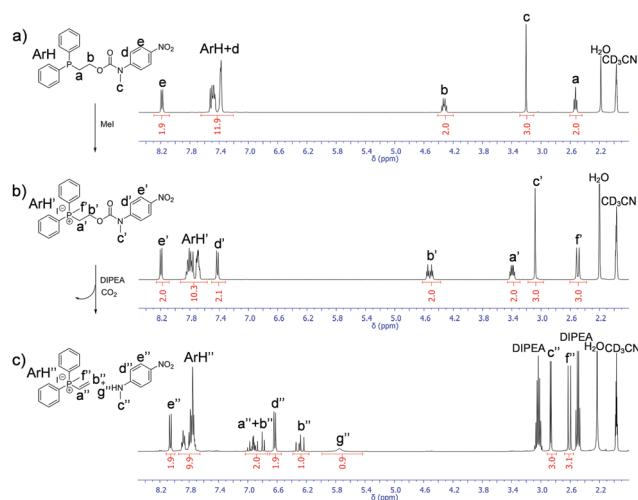 a)
ArH
b
d
e
NO₂
P
a
O
O
N
c
MeI
e
ArH+d
b
c
a
H₂O
CD₃CN
1.9
11.9
2.0
3.0
2.0
8.2 7.8 7.4 7.0 6.6 6.2 5.8 5.4 5.0 4.6 4.2 3.8 3.4 3.0 2.6 2.2
δ (ppm)
b)
ArH'
I⊖
f'
b'
d'
e'
NO₂
P
⊕
a'
O
O
N
c'
DIPEA
CO₂
e'
ArH'
d'
b'
a'
c'
f'
H₂O
CD₃CN
2.0
10.3
2.1
2.0
2.0
3.0
3.0
8.2 7.8 7.4 7.0 6.6 6.2 5.8 5.4 5.0 4.6 4.2 3.8 3.4 3.0 2.6 2.2
δ (ppm)
c)
ArH''
I⊖
f''
b''
P
⊕
a''
+
g''
HN
d''
e''
NO₂
c''
e''
ArH''
a'' + b''
d''
b''
g''
DIPEA
c''
f''
DIPEA
H₂O
CD₃CN
1.9
9.9
2.0
1.9
1.0
0.9
3.0
3.1
8.2 7.8 7.4 7.0 6.6 6.2 5.8 5.4 5.0 4.6 4.2 3.8 3.4 3.0 2.6 2.2
δ (ppm)